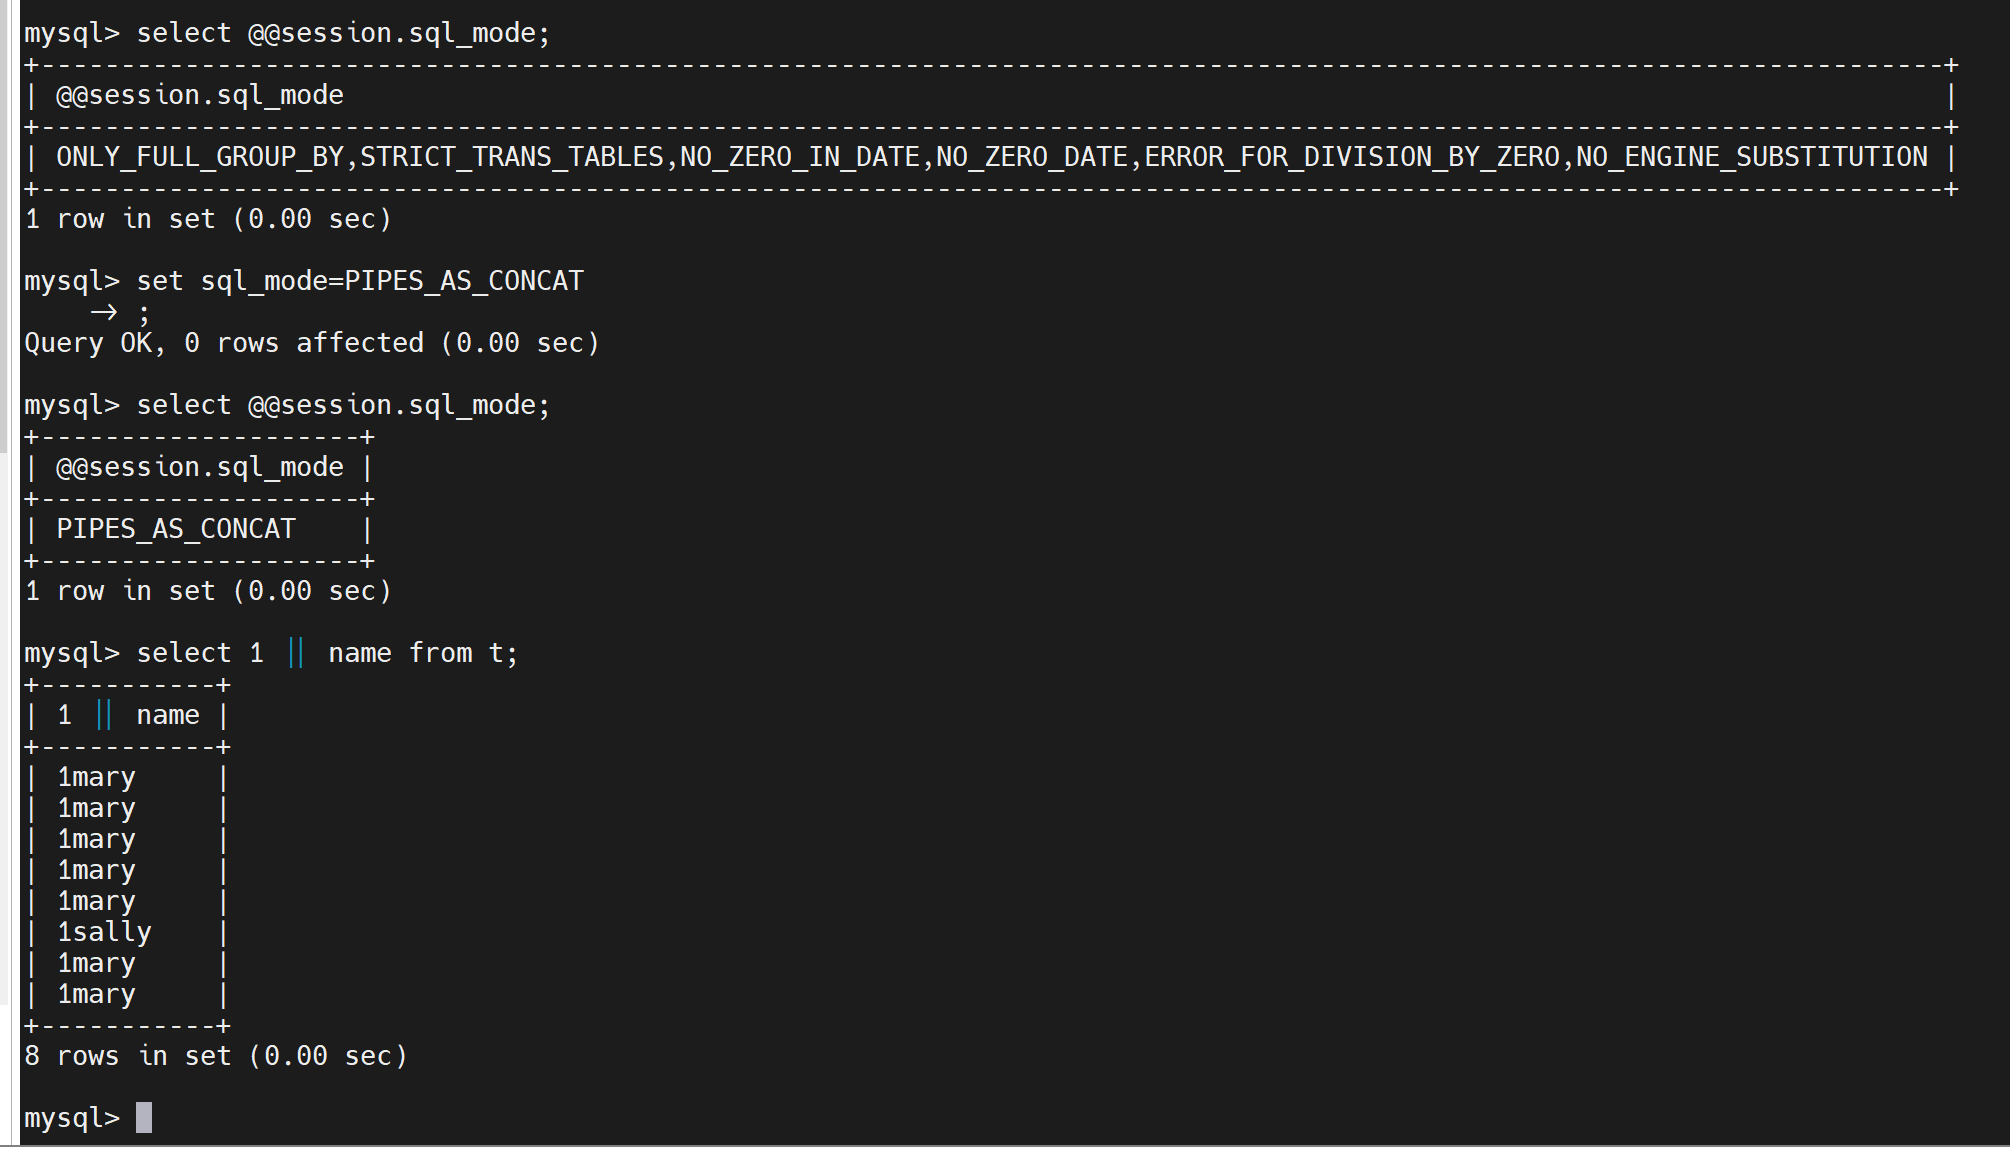 mysql> select @@session.sql_mode;
+-----------------------------------------------------------------------------------------------------------------------+
| @@session.sql_mode                                                                                                    |
+-----------------------------------------------------------------------------------------------------------------------+
| ONLY_FULL_GROUP_BY,STRICT_TRANS_TABLES,NO_ZERO_IN_DATE,NO_ZERO_DATE,ERROR_FOR_DIVISION_BY_ZERO,NO_ENGINE_SUBSTITUTION |
+-----------------------------------------------------------------------------------------------------------------------+
1 row in set (0.00 sec)
mysql> set sql_mode=PIPES_AS_CONCAT
    -> ;
Query OK, 0 rows affected (0.00 sec)
mysql> select @@session.sql_mode;
+--------------------+
| @@session.sql_mode |
+--------------------+
| PIPES_AS_CONCAT    |
+--------------------+
1 row in set (0.00 sec)
mysql> select 1 || name from t;
+-----------+
| 1 || name |
+-----------+
| 1mary     |
| 1mary     |
| 1mary     |
| 1mary     |
| 1mary     |
| 1sally    |
| 1mary     |
| 1mary     |
+-----------+
8 rows in set (0.00 sec)
mysql>